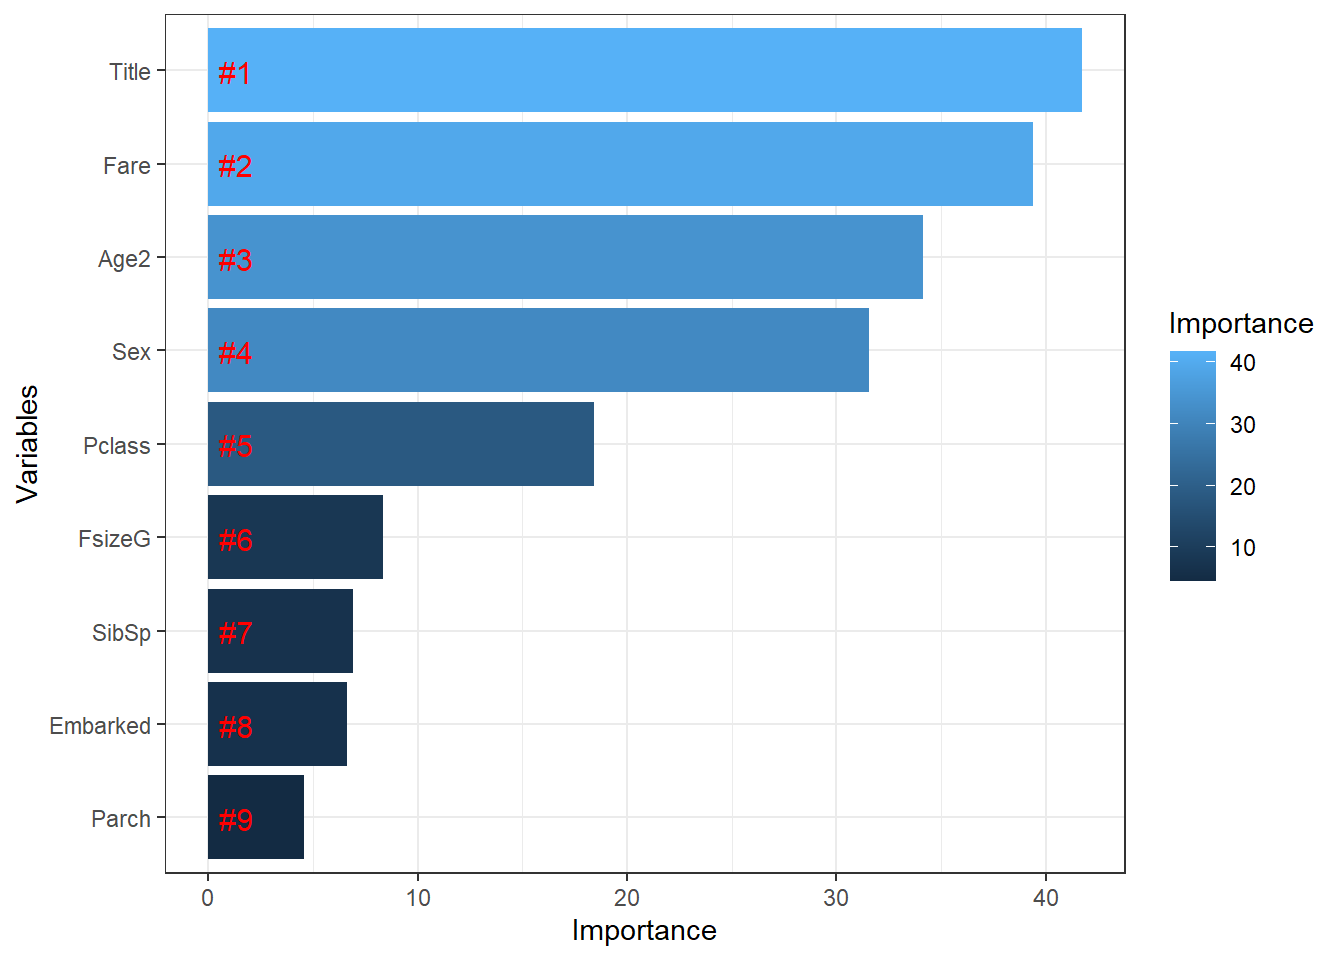 Title #1
Fare #2
Age2 #3
Sex #4
Pclass #5
FsizeG #6
SibSp #7
Embarked #8
Parch #9
Variables
0 10 20 30 40
Importance
Importance
40
30
20
10